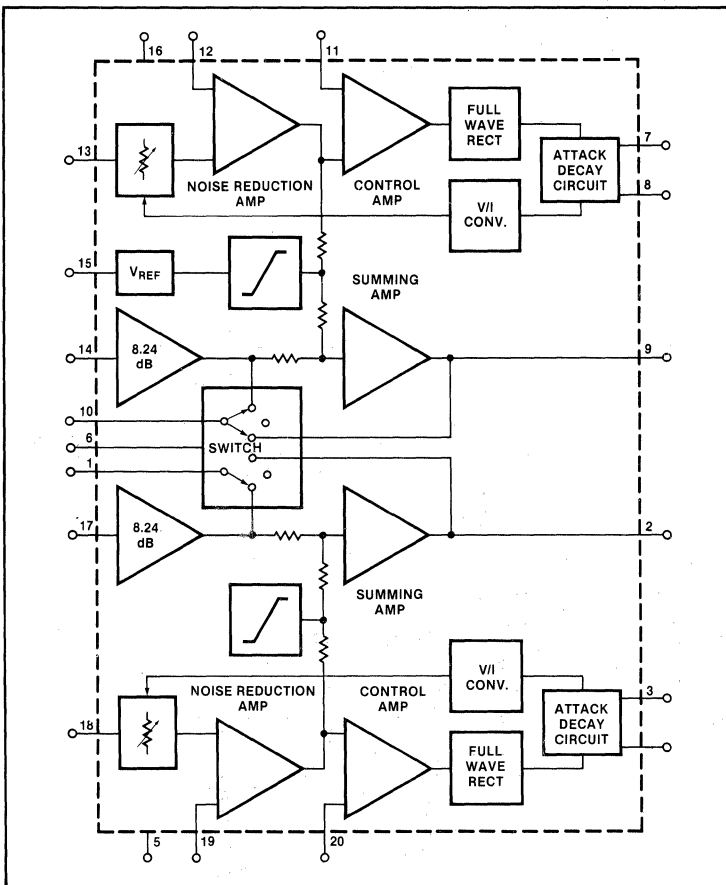 16
12
11
FULL
WAVE
RECT
7
13
ATTACK
DECAY
CIRCUIT
8
NOISE REDUCTION
AMP
CONTROL
AMP
V/I
CONV.
15
VREF
SUMMING
AMP
14
8.24
dB
9
10
6
SWITCH
1
17
8.24
dB
2
SUMMING
AMP
NOISE REDUCTION
AMP
CONTROL
AMP
V/I
CONV.
3
ATTACK
DECAY
CIRCUIT
18
FULL
WAVE
RECT
5
19
20